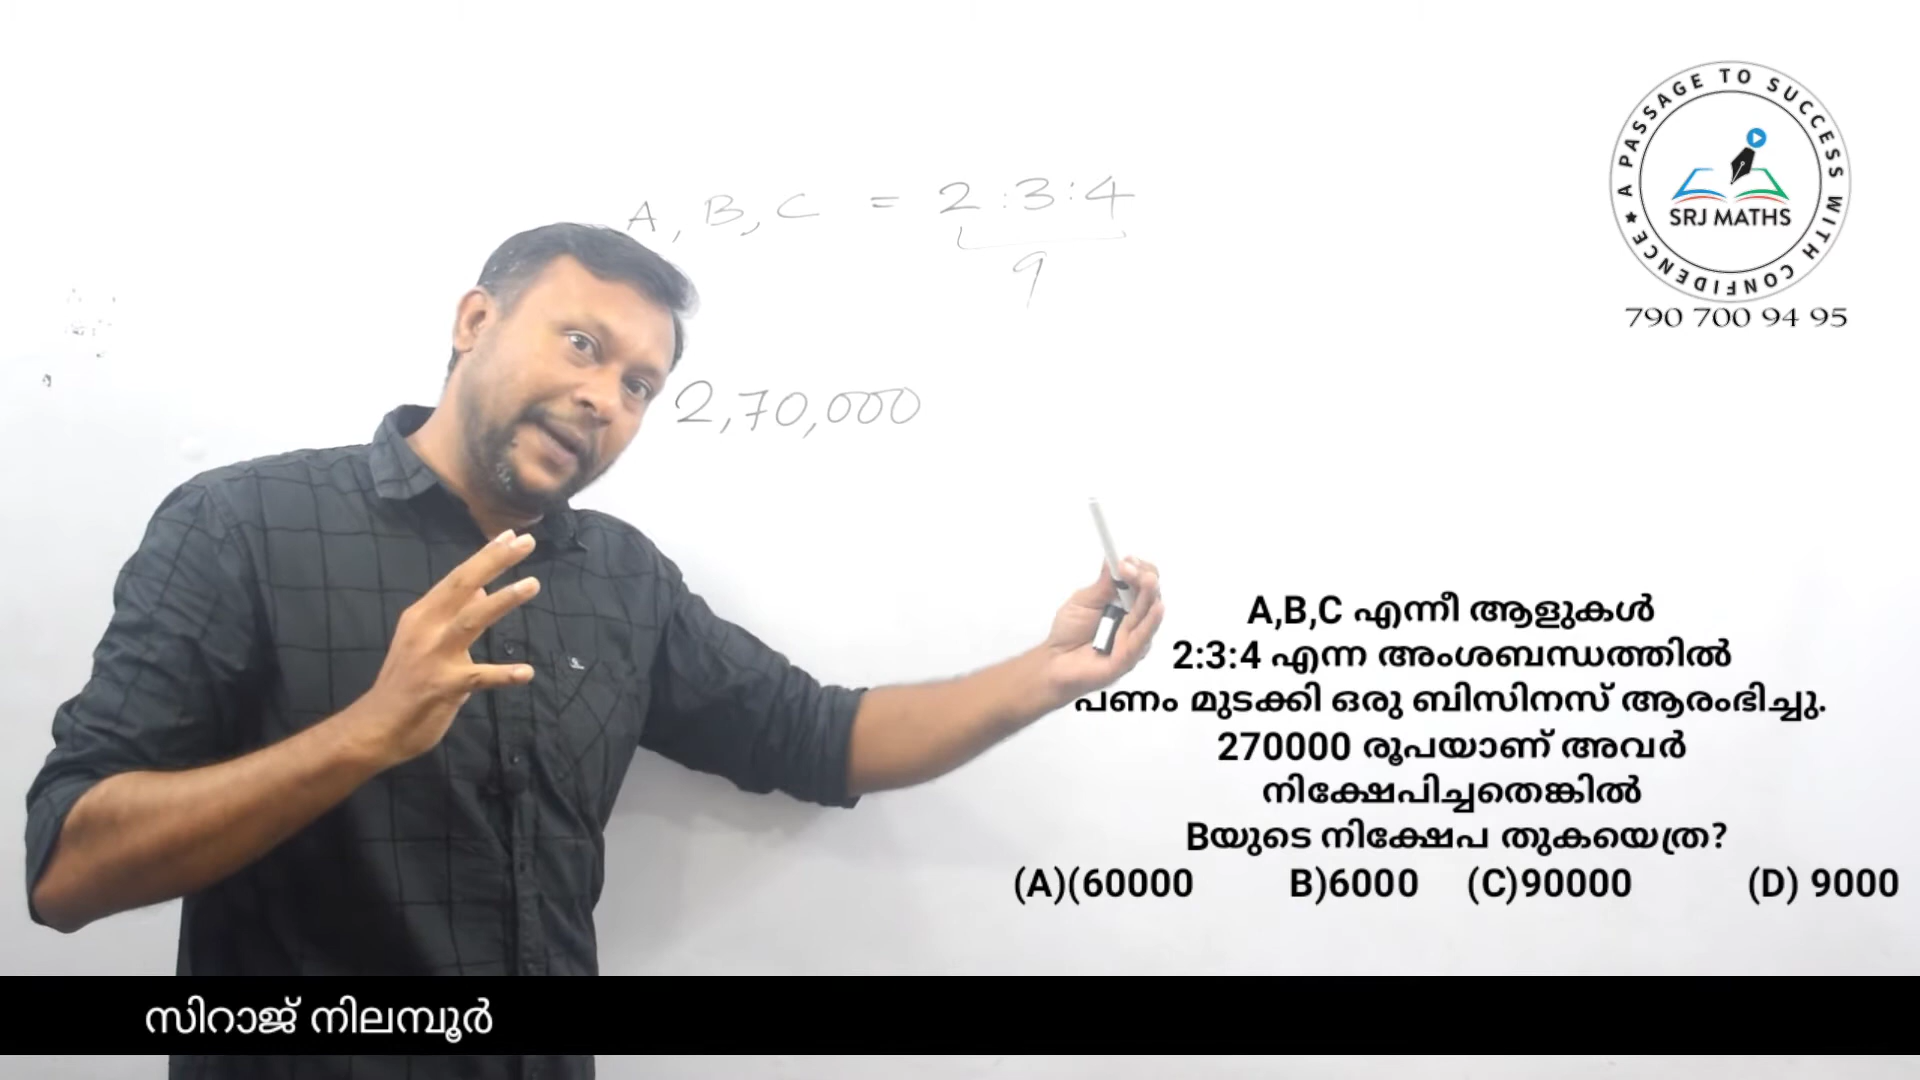 A PASSAGE TO SUCCESS WITH CONFIDENCE
SRJ MATHS
790 700 94 95
A, B, C = 2:3:4
9
2,70,000
A,B,C എന്നീ ആളുകൾ
2:3:4 എന്ന അംശബന്ധത്തിൽ
പണം മുടക്കി ഒരു ബിസിനസ് ആരംഭിച്ചു.
270000 രൂപയാണ് അവർ
നിക്ഷേപിച്ചതെങ്കിൽ
Bയുടെ നിക്ഷേപ തുകയെത്ര?
(A)(60000 B)6000 (C)90000 (D) 9000
സിറാജ് നിലമ്പൂർ